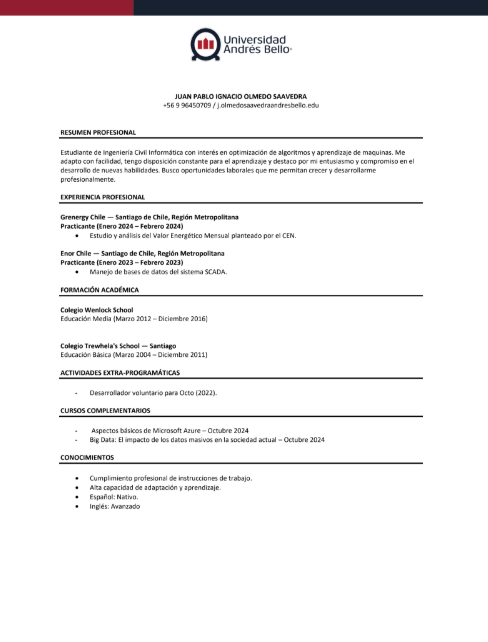 Universidad
Andrés Bello
JUAN PABLO IGNACIO OLMEDO SAAVEDRA
+56 9 96450709 / j.olmedosaavedraandresbello.edu
RESUMEN PROFESIONAL
Estudiante de Ingeniería Civil Informática con interés en optimización de algoritmos y aprendizaje de maquinas. Me
adapto con facilidad, tengo disposición constante para el aprendizaje y destaco por mi entusiasmo y compromiso en el
desarrollo de nuevas habilidades. Busco oportunidades laborales que me permitan crecer y desarrollarme
profesionalmente.
EXPERIENCIA PROFESIONAL
Grenergy Chile — Santiago de Chile, Región Metropolitana
Practicante (Enero 2024 – Febrero 2024)
• Estudio y análisis del Valor Energético Mensual planteado por el CEN.
Enor Chile — Santiago de Chile, Región Metropolitana
Practicante (Enero 2023 – Febrero 2023)
• Manejo de bases de datos del sistema SCADA.
FORMACIÓN ACADÉMICA
Colegio Wenlock School
Educación Media (Marzo 2012 – Diciembre 2016)
Colegio Trewhela's School — Santiago
Educación Básica (Marzo 2004 – Diciembre 2011)
ACTIVIDADES EXTRA-PROGRAMÁTICAS
- Desarrollador voluntario para Octo (2022).
CURSOS COMPLEMENTARIOS
- Aspectos básicos de Microsoft Azure – Octubre 2024
- Big Data: El impacto de los datos masivos en la sociedad actual – Octubre 2024
CONOCIMIENTOS
• Cumplimiento profesional de instrucciones de trabajo.
• Alta capacidad de adaptación y aprendizaje.
• Español: Nativo.
• Inglés: Avanzado